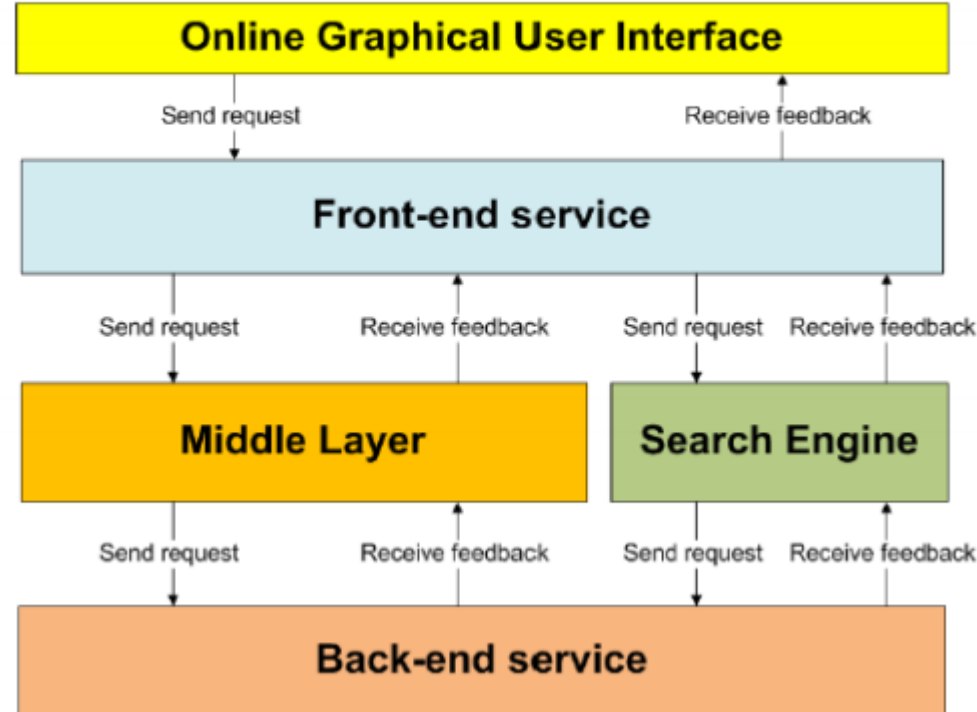 Online Graphical User Interface
Send request
Receive feedback
Front-end service
Send request
Receive feedback
Send request
Receive feedback
Middle Layer
Search Engine
Send request
Receive feedback
Send request
Receive feedback
Back-end service